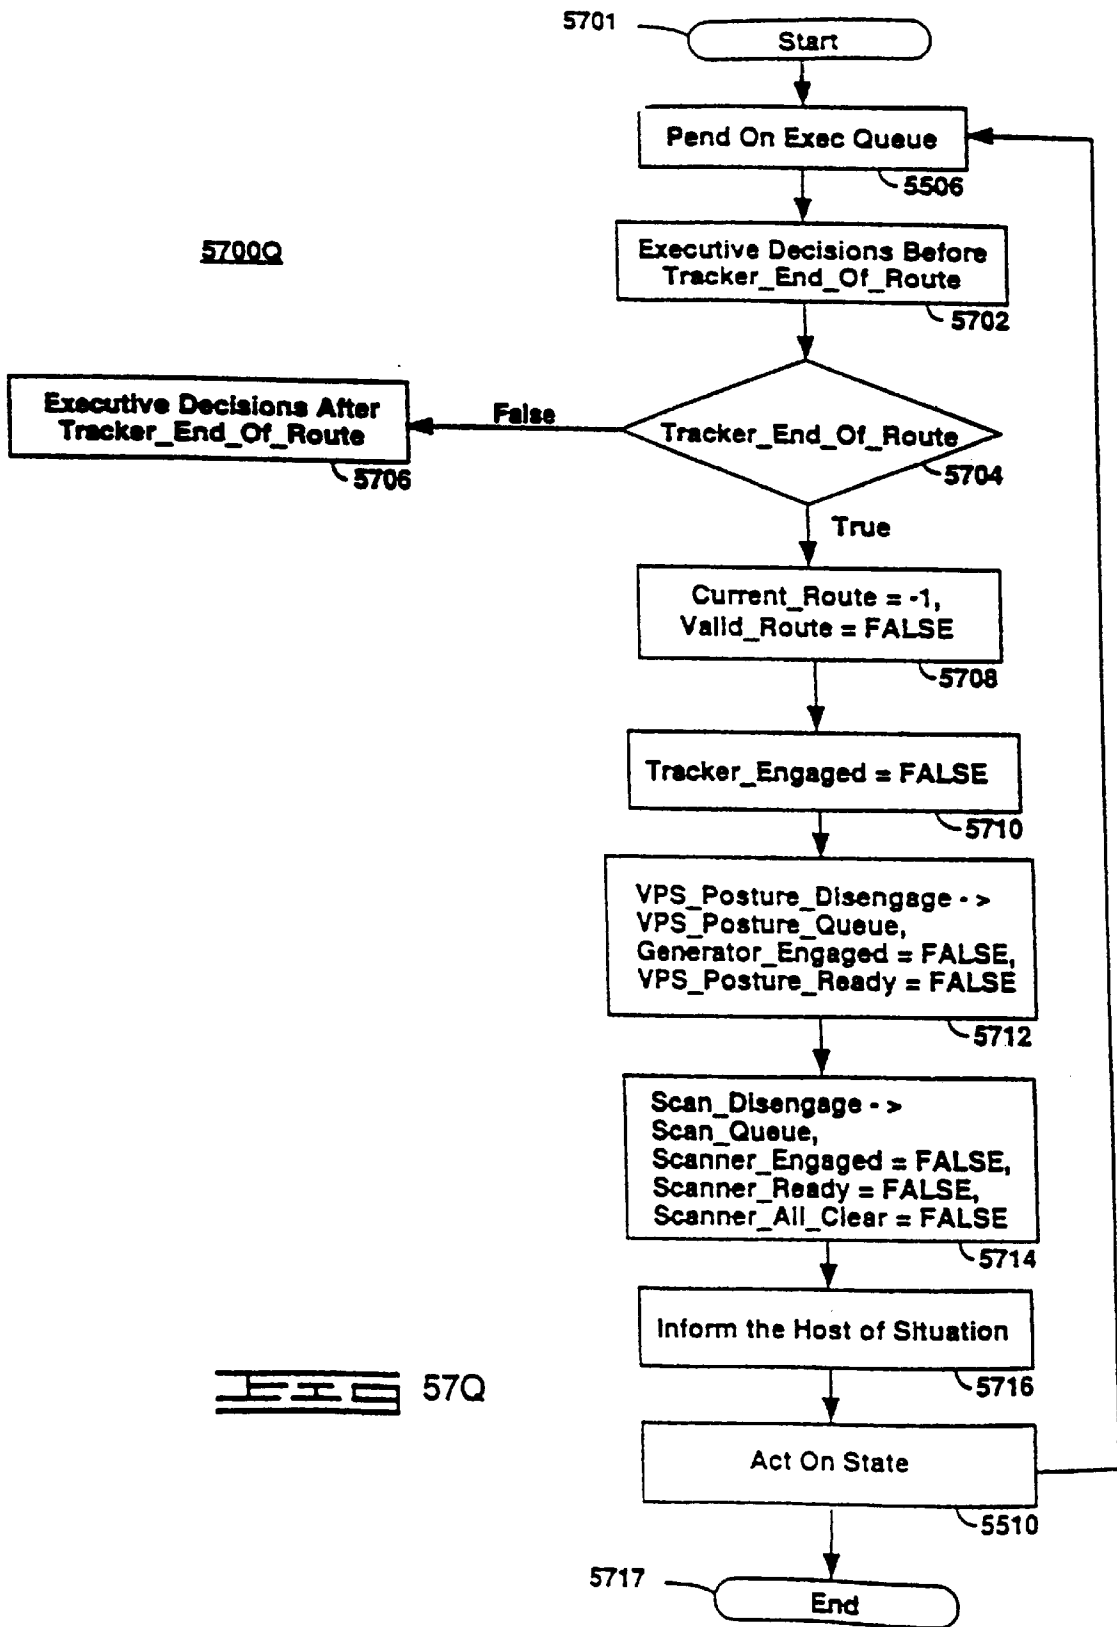 5701
Start
Pend On Exec Queue
5506
5700Q
Executive Decisions Before
Tracker_End_Of_Route
5702
Executive Decisions After
Tracker_End_Of_Route
5706
False
Tracker_End_Of_Route
5704
True
Current_Route = -1,
Valid_Route = FALSE
5708
Tracker_Engaged = FALSE
5710
VPS_Posture_Disengage - >
VPS_Posture_Queue,
Generator_Engaged = FALSE,
VPS_Posture_Ready = FALSE
5712
Scan_Disengage - >
Scan_Queue,
Scanner_Engaged = FALSE,
Scanner_Ready = FALSE,
Scanner_All_Clear = FALSE
5714
Inform the Host of Situation
5716
57Q
Act On State
5510
5717
End